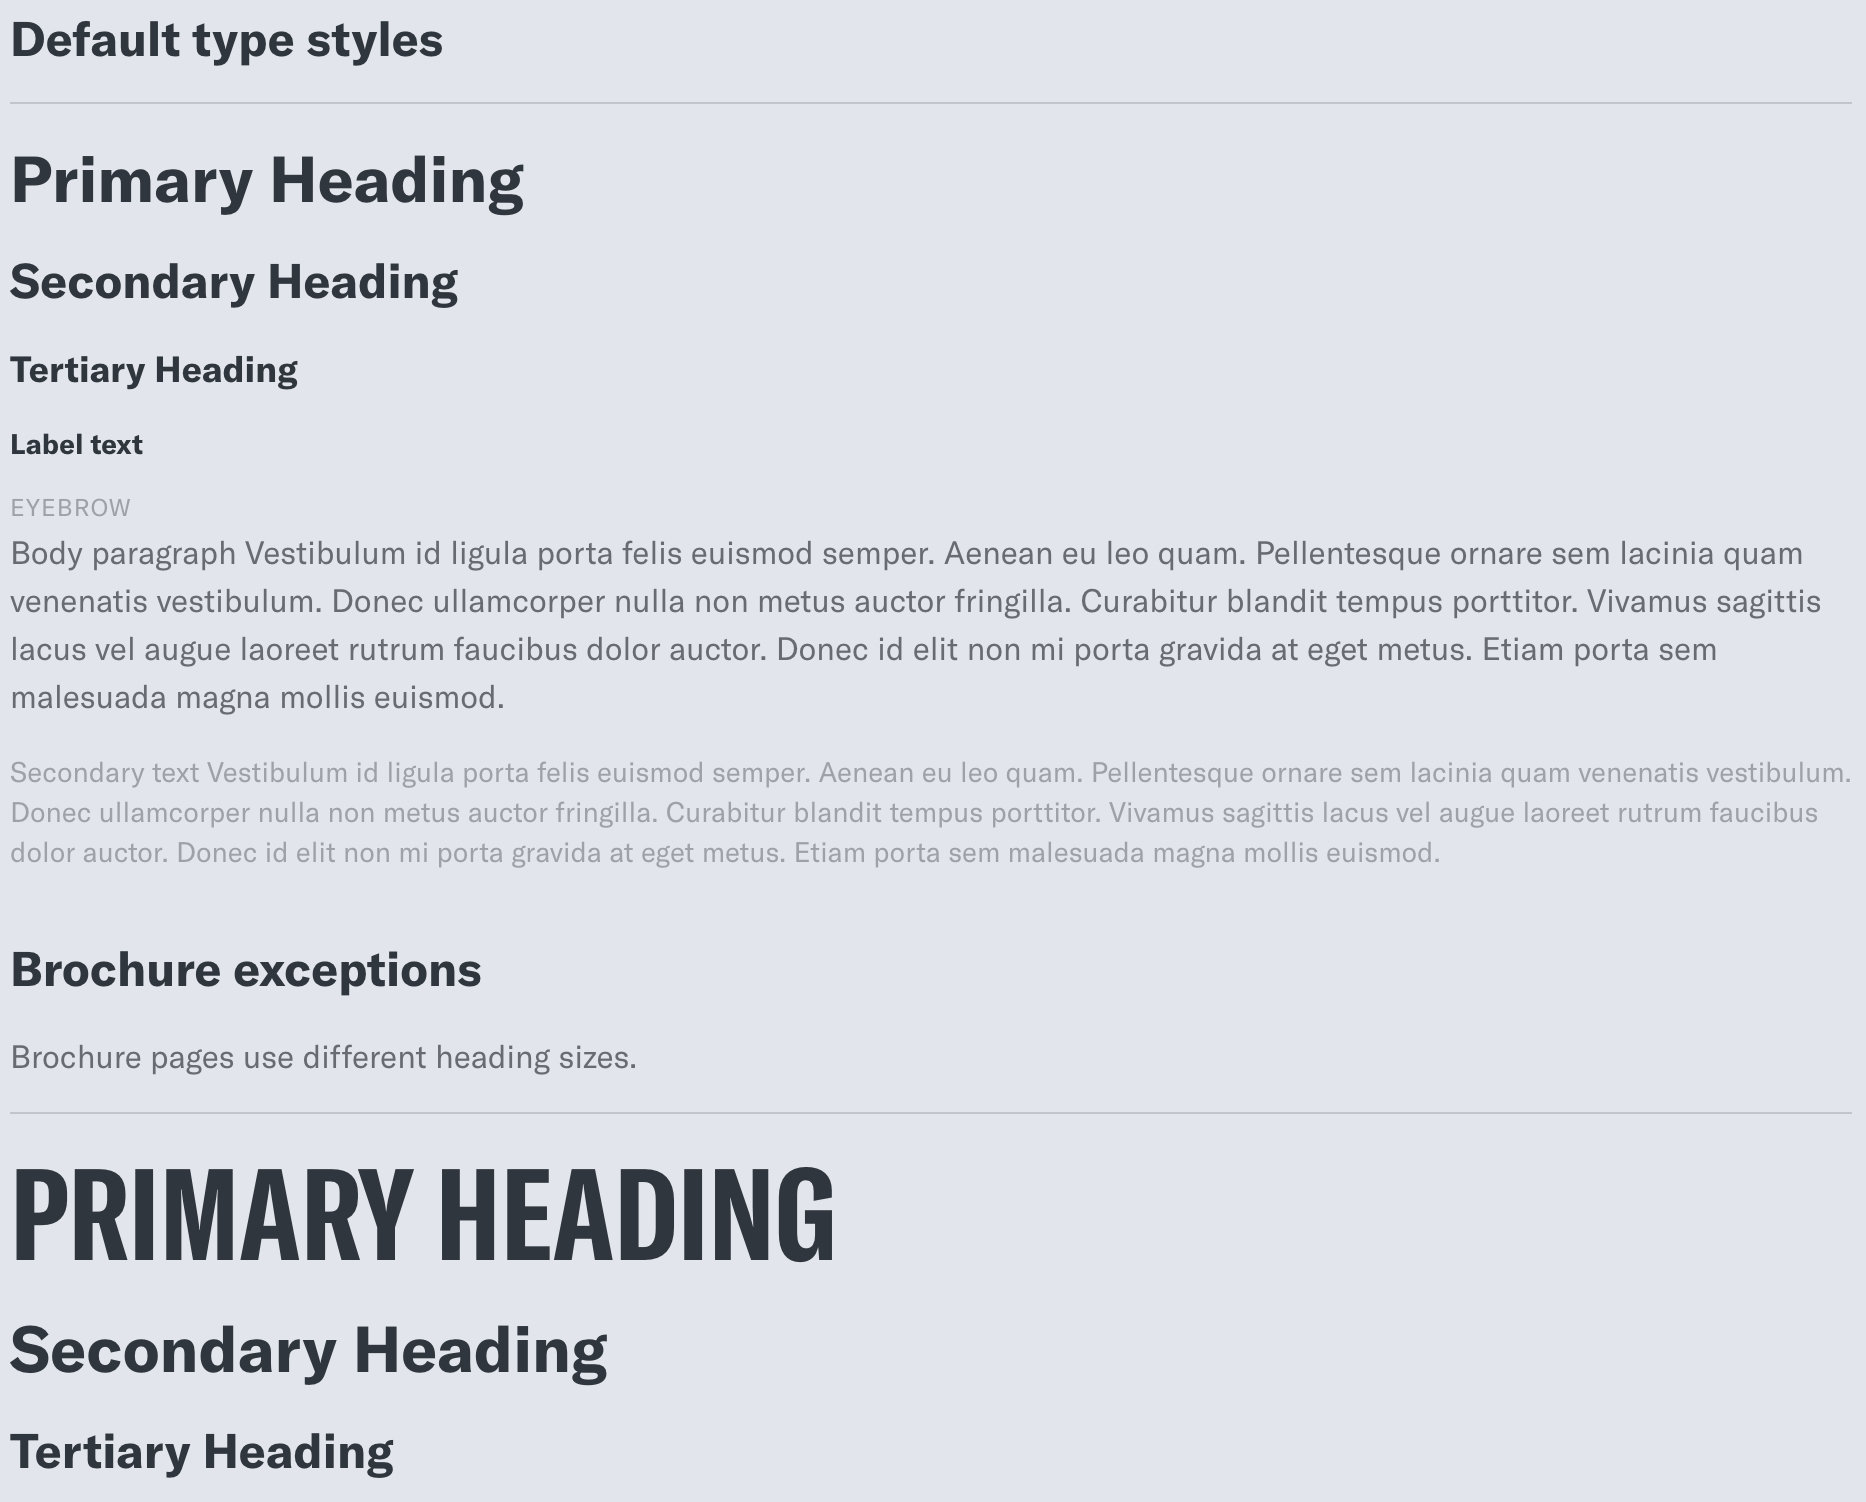 Default type styles
Primary Heading
Secondary Heading
Tertiary Heading
Label text
EYEBROW
Body paragraph Vestibulum id ligula porta felis euismod semper. Aenean eu leo quam. Pellentesque ornare sem lacinia quam
venenatis vestibulum. Donec ullamcorper nulla non metus auctor fringilla. Curabitur blandit tempus porttitor. Vivamus sagittis
lacus vel augue laoreet rutrum faucibus dolor auctor. Donec id elit non mi porta gravida at eget metus. Etiam porta sem
malesuada magna mollis euismod.
Secondary text Vestibulum id ligula porta felis euismod semper. Aenean eu leo quam. Pellentesque ornare sem lacinia quam venenatis vestibulum.
Donec ullamcorper nulla non metus auctor fringilla. Curabitur blandit tempus porttitor. Vivamus sagittis lacus vel augue laoreet rutrum faucibus
dolor auctor. Donec id elit non mi porta gravida at eget metus. Etiam porta sem malesuada magna mollis euismod.
Brochure exceptions
Brochure pages use different heading sizes.
PRIMARY HEADING
Secondary Heading
Tertiary Heading